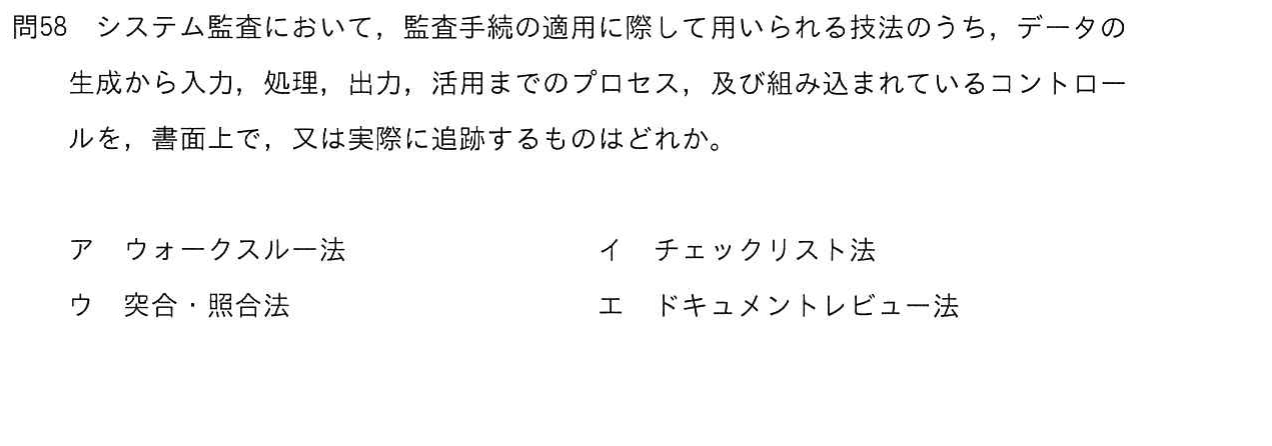 問58　システム監査において，監査手続の適用に際して用いられる技法のうち，データの
生成から入力，処理，出力，活用までのプロセス，及び組み込まれているコントロー
ルを，書面上で，又は実際に追跡するものはどれか。
ア　ウォークスルー法　イ　チェックリスト法
ウ　突合・照合法　エ　ドキュメントレビュー法